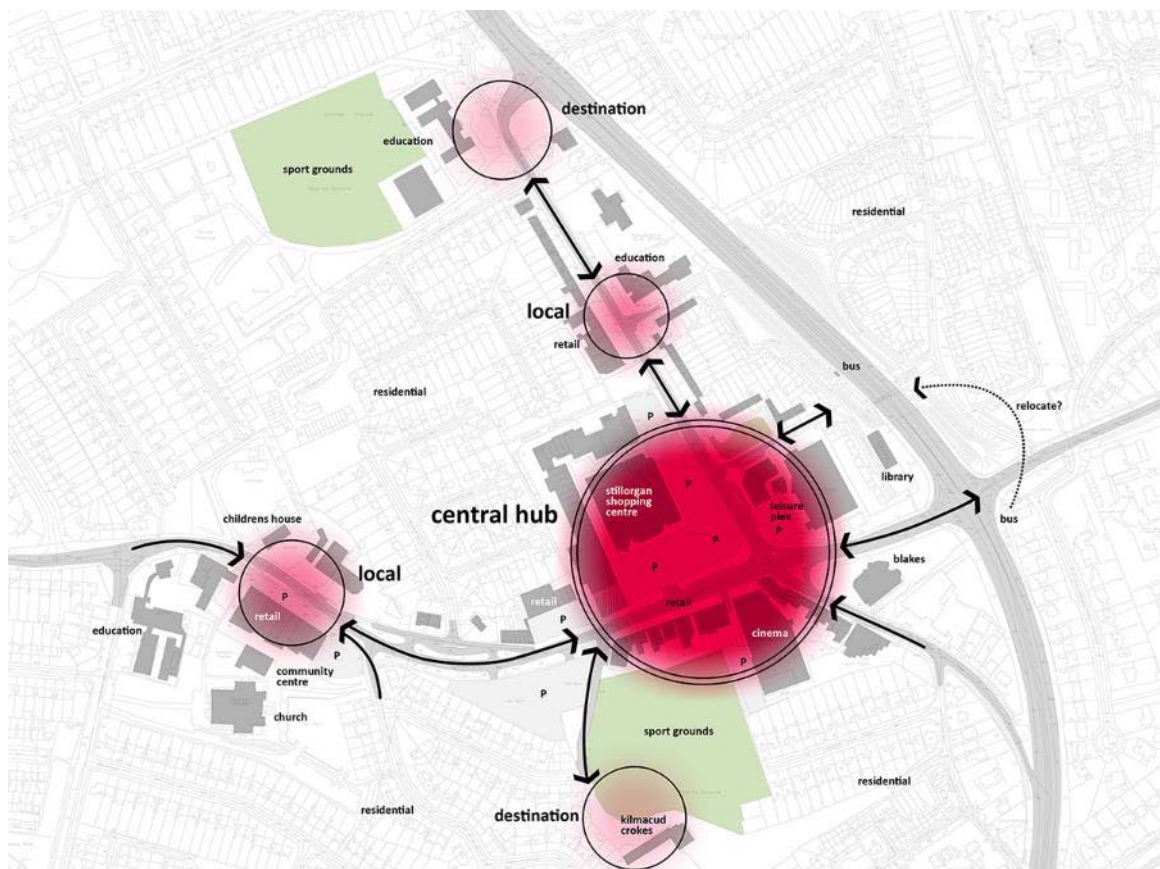 destination
education
sport grounds
residential
education
local
retail
bus
residential
relocate?
P
stillorgan
shopping
centre
P
leisure
plex
P
library
central hub
bus
childrens house
P
P
blakes
local
P
retail
retail
retail
P
education
cinema
P
community
centre
P
church
P
sport grounds
residential
residential
destination
kilmacud
crokes